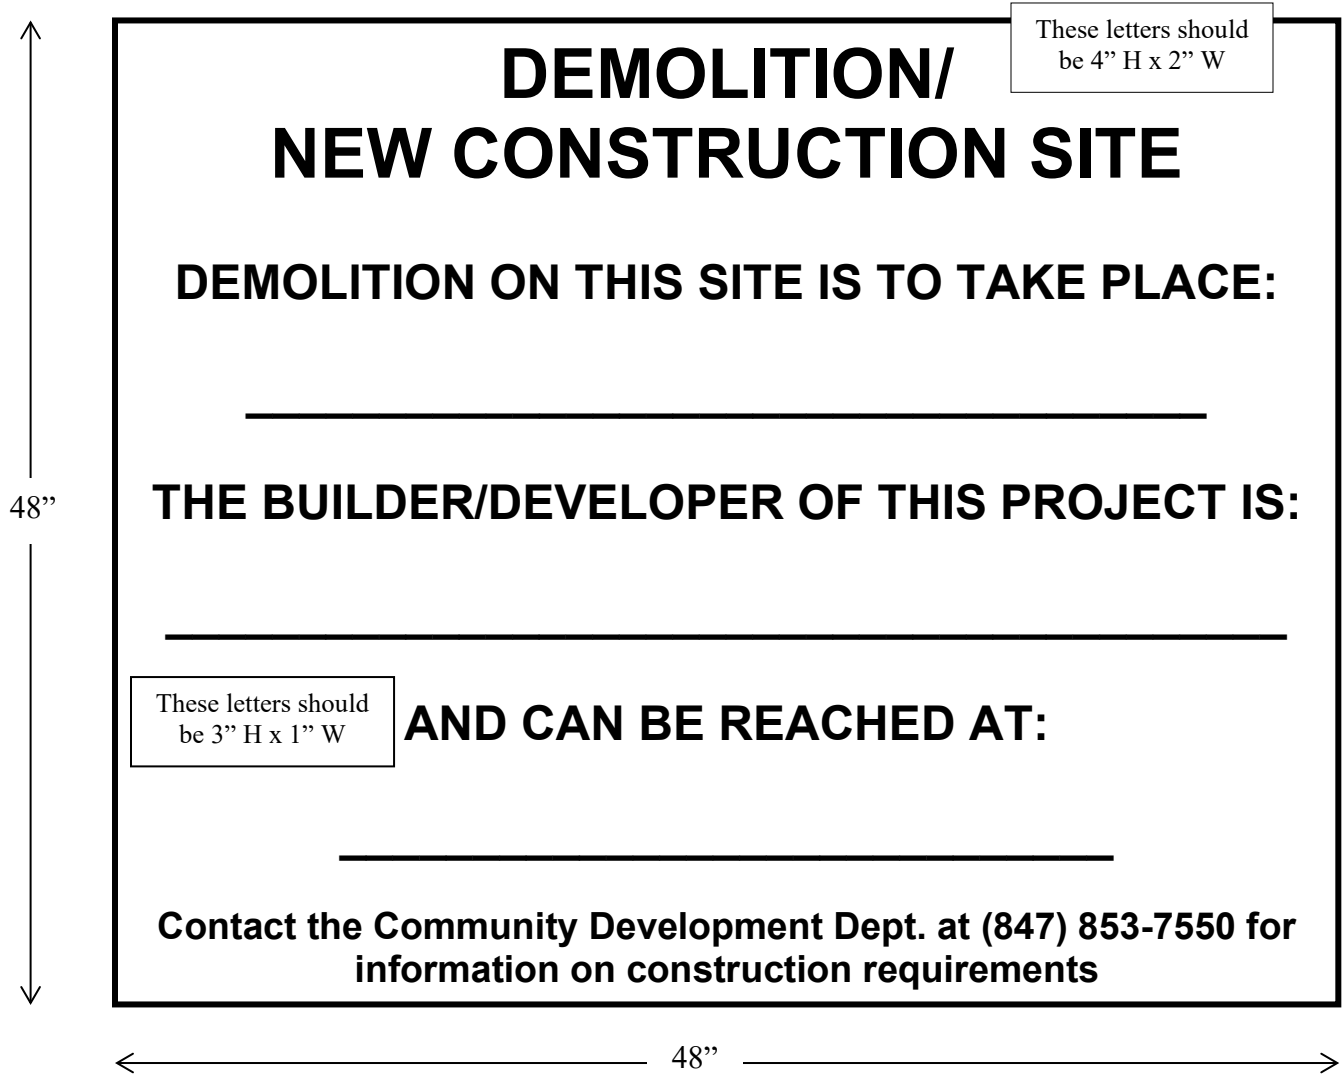 These letters should
be 4” H x 2” W
DEMOLITION/
NEW CONSTRUCTION SITE
DEMOLITION ON THIS SITE IS TO TAKE PLACE:
48”
THE BUILDER/DEVELOPER OF THIS PROJECT IS:
These letters should
be 3” H x 1” W
AND CAN BE REACHED AT:
Contact the Community Development Dept. at (847) 853-7550 for
information on construction requirements
48”